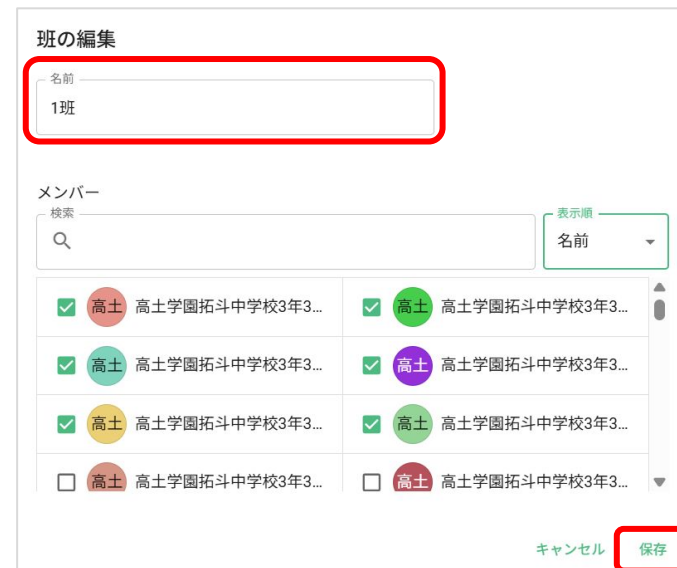 班の編集
名前
1班
メンバー
検索
表示順
名前
高土 高土学園拓斗中学校3年3... 高土 高土学園拓斗中学校3年3...
高土 高土学園拓斗中学校3年3... 高土 高土学園拓斗中学校3年3...
高土 高土学園拓斗中学校3年3... 高土 高土学園拓斗中学校3年3...
高土 高土学園拓斗中学校3年3... 高土 高土学園拓斗中学校3年3...
キャンセル 保存